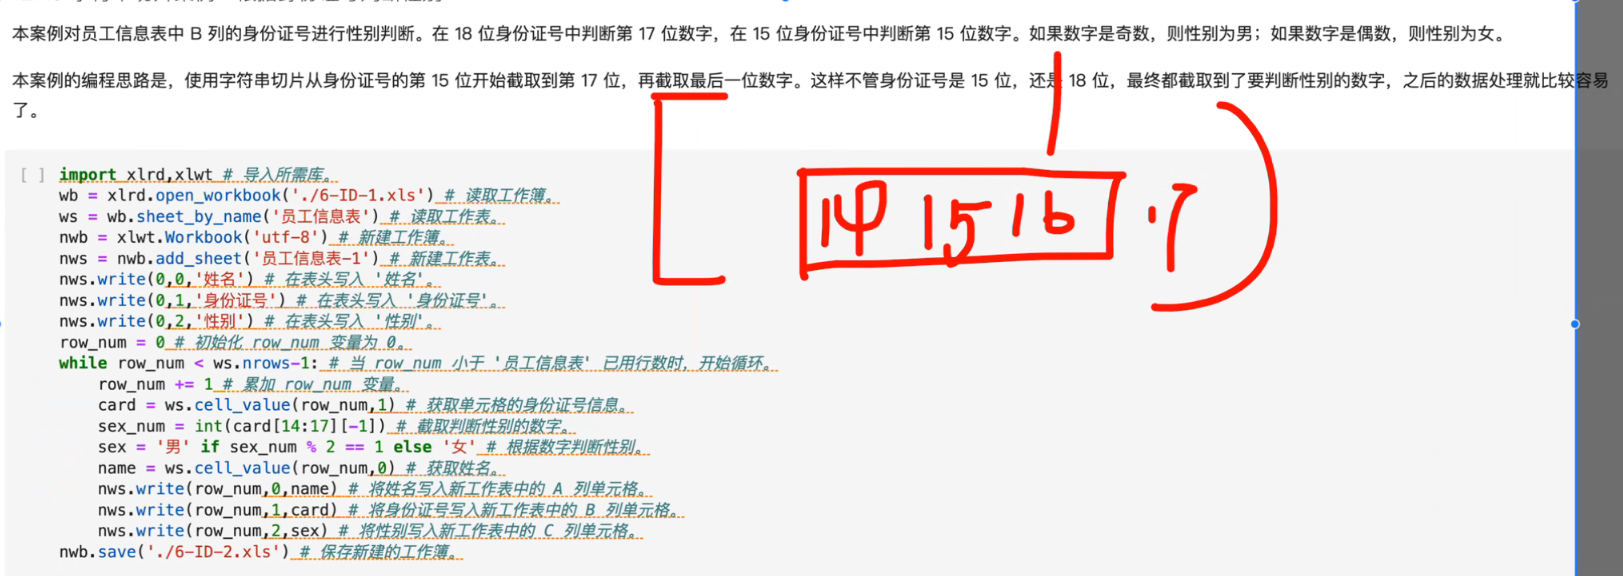 本案例对员工信息表中 B 列的身份证号进行性别判断。在 18 位身份证号中判断第 17 位数字，在 15 位身份证号中判断第 15 位数字。如果数字是奇数，则性别为男；如果数字是偶数，则性别为女。
本案例的编程思路是，使用字符串切片从身份证号的第 15 位开始截取到第 17 位，再截取最后一位数字。这样不管身份证号是 15 位，还是 18 位，最终都截取到了要判断性别的数字，之后的数据处理就比较容易
了。
[ ] import xlrd,xlwt # 导入所需库。
wb = xlrd.open_workbook('./6-ID-1.xls') # 读取工作簿。
ws = wb.sheet_by_name('员工信息表') # 读取工作表。
nwb = xlwt.Workbook('utf-8') # 新建工作簿。
nws = nwb.add_sheet('员工信息表-1') # 新建工作表。
nws.write(0,0,'姓名') # 在表头写入 '姓名'。
nws.write(0,1,'身份证号') # 在表头写入 '身份证号'。
nws.write(0,2,'性别') # 在表头写入 '性别'。
row_num = 0 # 初始化 row_num 变量为 0。
while row_num < ws.nrows-1: # 当 row_num 小于 '员工信息表' 已用行数时，开始循环。
row_num += 1 # 累加 row_num 变量。
card = ws.cell_value(row_num,1) # 获取单元格的身份证号信息。
sex_num = int(card[14:17][-1]) # 截取判断性别的数字。
sex = '男' if sex_num % 2 == 1 else '女' # 根据数字判断性别。
name = ws.cell_value(row_num,0) # 获取姓名。
nws.write(row_num,0,name) # 将姓名写入新工作表中的 A 列单元格。
nws.write(row_num,1,card) # 将身份证号写入新工作表中的 B 列单元格。
nws.write(row_num,2,sex) # 将性别写入新工作表中的 C 列单元格。
nwb.save('./6-ID-2.xls') # 保存新建的工作簿。
[ 14 15 16 17 )